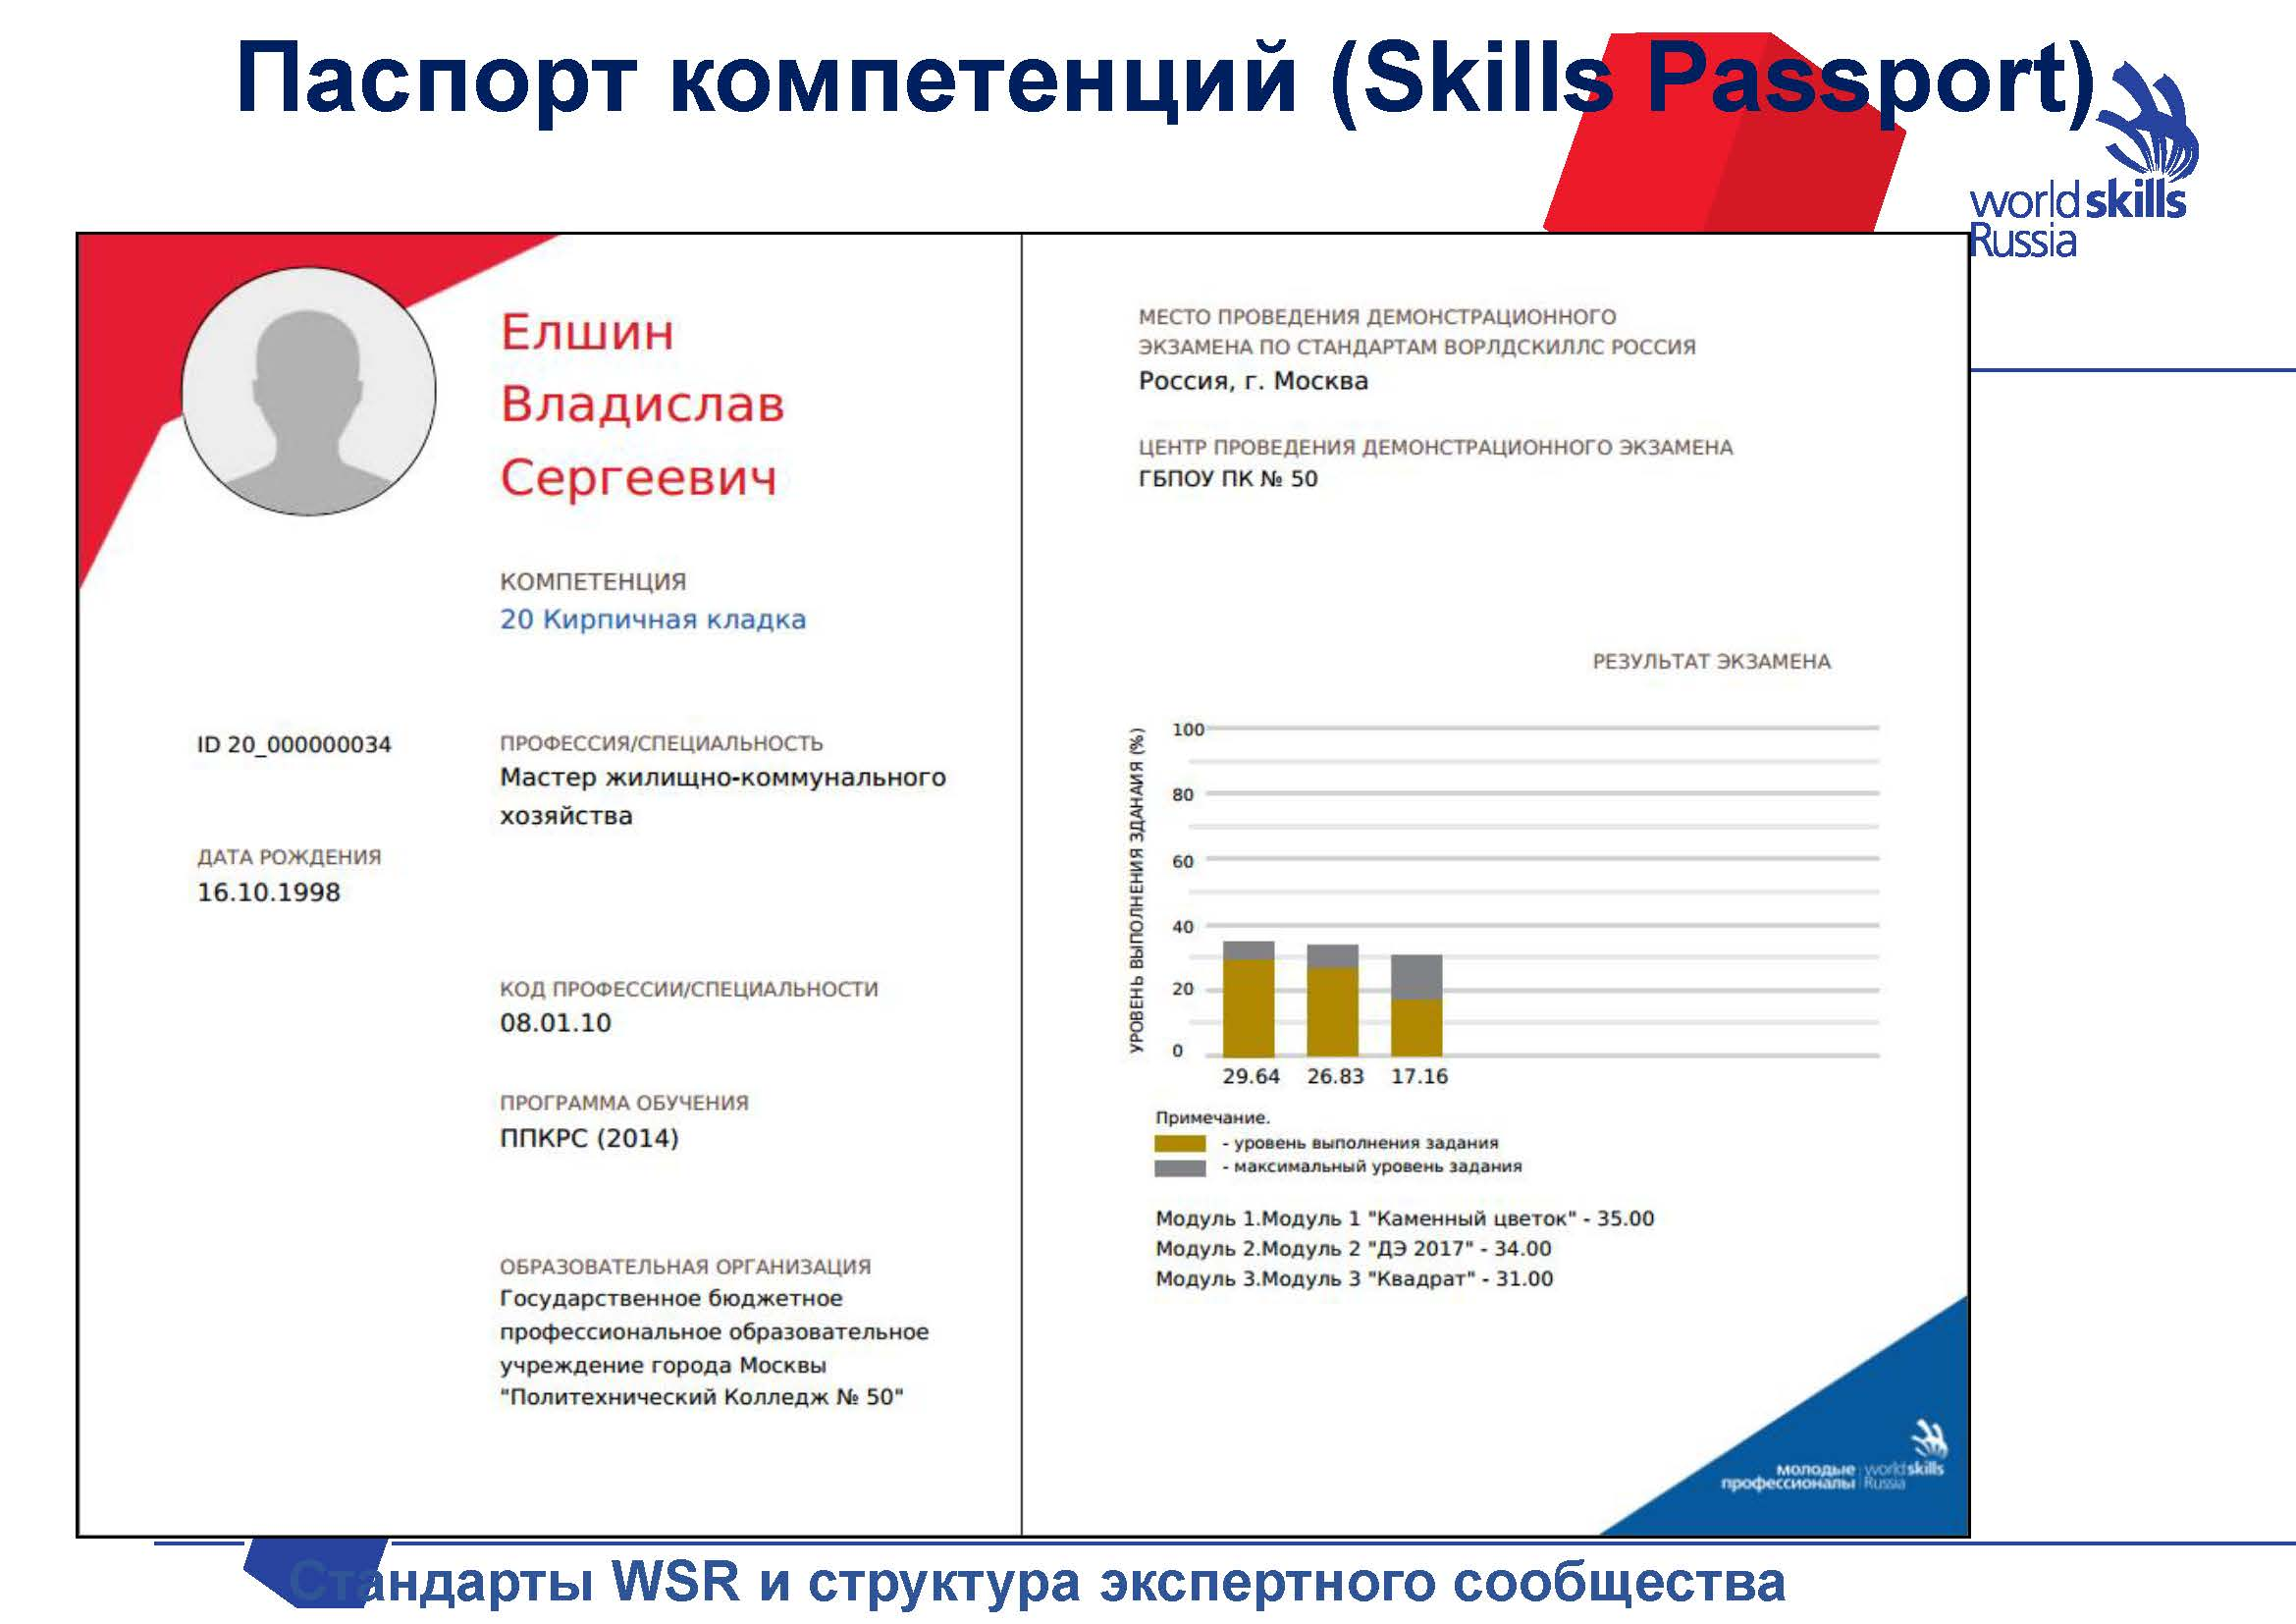 Паспорт компетенций (Skills Passport)
worldskills
Russia
Елшин
Владислав
Сергеевич
КОМПЕТЕНЦИЯ
20 Кирпичная кладка
ID 20_000000034
ПРОФЕССИЯ/СПЕЦИАЛЬНОСТЬ
Мастер жилищно-коммунального
хозяйства
ДАТА РОЖДЕНИЯ
16.10.1998
КОД ПРОФЕССИИ/СПЕЦИАЛЬНОСТИ
08.01.10
ПРОГРАММА ОБУЧЕНИЯ
ППКРС (2014)
ОБРАЗОВАТЕЛЬНАЯ ОРГАНИЗАЦИЯ
Государственное бюджетное
профессиональное образовательное
учреждение города Москвы
"Политехнический Колледж № 50"
МЕСТО ПРОВЕДЕНИЯ ДЕМОНСТРАЦИОННОГО
ЭКЗАМЕНА ПО СТАНДАРТАМ ВОРЛДСКИЛЛС РОССИЯ
Россия, г. Москва
ЦЕНТР ПРОВЕДЕНИЯ ДЕМОНСТРАЦИОННОГО ЭКЗАМЕНА
ГБПОУ ПК № 50
РЕЗУЛЬТАТ ЭКЗАМЕНА
УРОВЕНЬ ВЫПОЛНЕНИЯ ЗДАНАИЯ (%)
100
80
60
40
20
0
29.64 26.83 17.16
Примечание.
- уровень выполнения задания
- максимальный уровень задания
Модуль 1.Модуль 1 "Каменный цветок" - 35.00
Модуль 2.Модуль 2 "ДЭ 2017" - 34.00
Модуль 3.Модуль 3 "Квадрат" - 31.00
молодые worldskills
профессионалы Russia
Стандарты WSR и структура экспертного сообщества